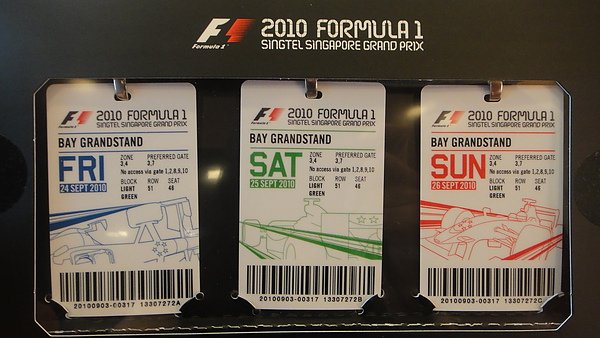 F1 2010 FORMULA 1
Formula 1 SINGTEL SINGAPORE GRAND PRIX
F1 2010 FORMULA 1
Formula 1 SINGTEL SINGAPORE GRAND PRIX
BAY GRANDSTAND
FRI
24 SEPT 2010
ZONE PREFERRED GATE
3,4 3,7
No access via gate 1,2,8,9,10
BLOCK ROW SEAT
LIGHT 51 46
GREEN
20100903-00317 13307272A
F1 2010 FORMULA 1
Formula 1 SINGTEL SINGAPORE GRAND PRIX
BAY GRANDSTAND
SAT
25 SEPT 2010
ZONE PREFERRED GATE
3,4 3,7
No access via gate 1,2,8,9,10
BLOCK ROW SEAT
LIGHT 51 46
GREEN
20100903-00317 13307272B
F1 2010 FORMULA 1
Formula 1 SINGTEL SINGAPORE GRAND PRIX
BAY GRANDSTAND
SUN
26 SEPT 2010
ZONE PREFERRED GATE
3,4 3,7
No access via gate 1,2,8,9,10
BLOCK ROW SEAT
LIGHT 51 46
GREEN
20100903-00317 13307272C